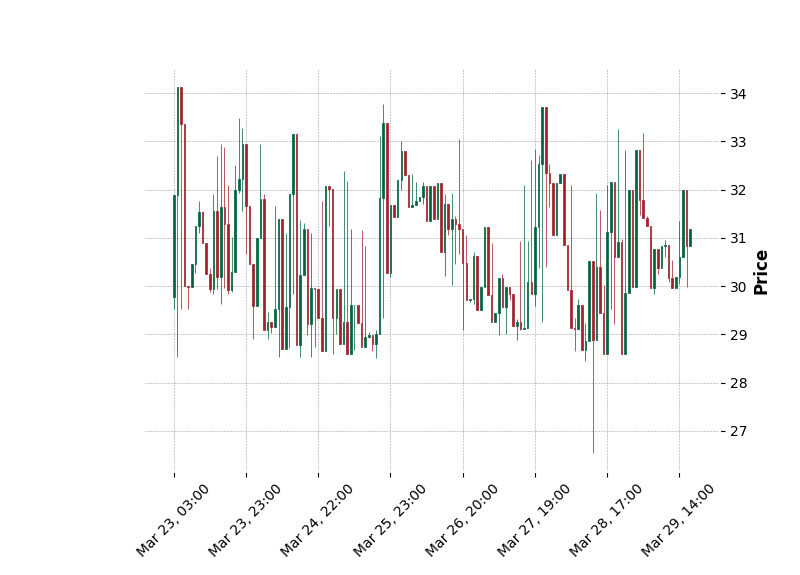 34
33
32
31
30
29
28
27
Price
Mar 23, 03:00
Mar 23, 23:00
Mar 24, 22:00
Mar 25, 23:00
Mar 26, 20:00
Mar 27, 19:00
Mar 28, 17:00
Mar 29, 14:00